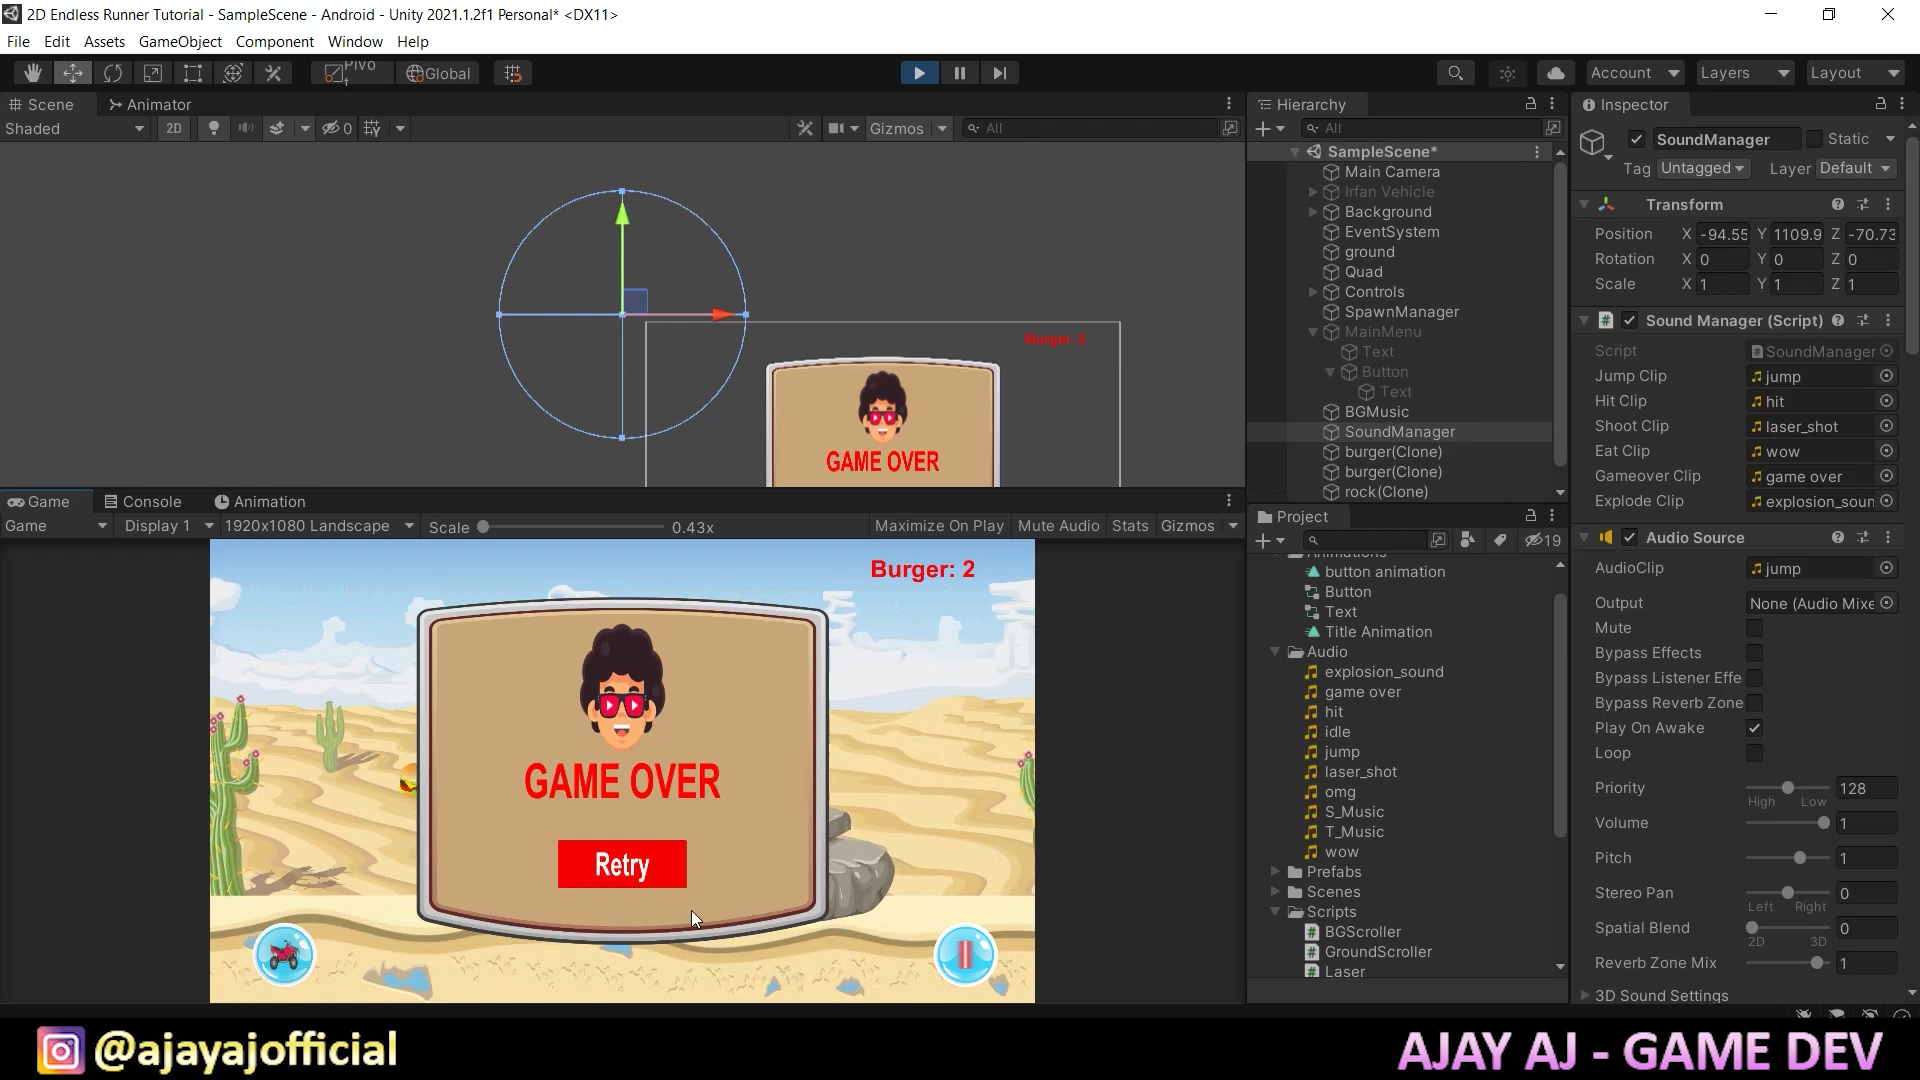 2D Endless Runner Tutorial - SampleScene - Android - Unity 2021.1.2f1 Personal* <DX11>
File Edit Assets GameObject Component Window Help
Global
Account Layers Layout
Scene Animator
Shaded 2D 0 Gizmos All
Burger: 2
GAME OVER
Game Console Animation
Game Display 1 1920x1080 Landscape Scale 0.43x Maximize On Play Mute Audio Stats Gizmos
Burger: 2
GAME OVER
Retry
Hierarchy
All
SampleScene*
Main Camera
Irfan Vehicle
Background
EventSystem
ground
Quad
Controls
SpawnManager
MainMenu
Text
Button
Text
BGMusic
SoundManager
burger(Clone)
burger(Clone)
rock(Clone)
Project
19
Animations
button animation
Button
Text
Title Animation
Audio
explosion_sound
game over
hit
idle
jump
laser_shot
omg
S_Music
T_Music
wow
Prefabs
Scenes
Scripts
BGScroller
GroundScroller
Laser
Inspector
SoundManager Static
Tag Untagged Layer Default
Transform
Position X -94.55 Y 1109.9 Z -70.73
Rotation X 0 Y 0 Z 0
Scale X 1 Y 1 Z 1
Sound Manager (Script)
Script SoundManager
Jump Clip jump
Hit Clip hit
Shoot Clip laser_shot
Eat Clip wow
Gameover Clip game over
Explode Clip explosion_soun
Audio Source
AudioClip jump
Output None (Audio Mixe
Mute
Bypass Effects
Bypass Listener Effe
Bypass Reverb Zone
Play On Awake
Loop
Priority 128
High Low
Volume 1
Pitch 1
Stereo Pan 0
Left Right
Spatial Blend 0
2D 3D
Reverb Zone Mix 1
3D Sound Settings
@ajayajofficial
AJAY AJ - GAME DEV